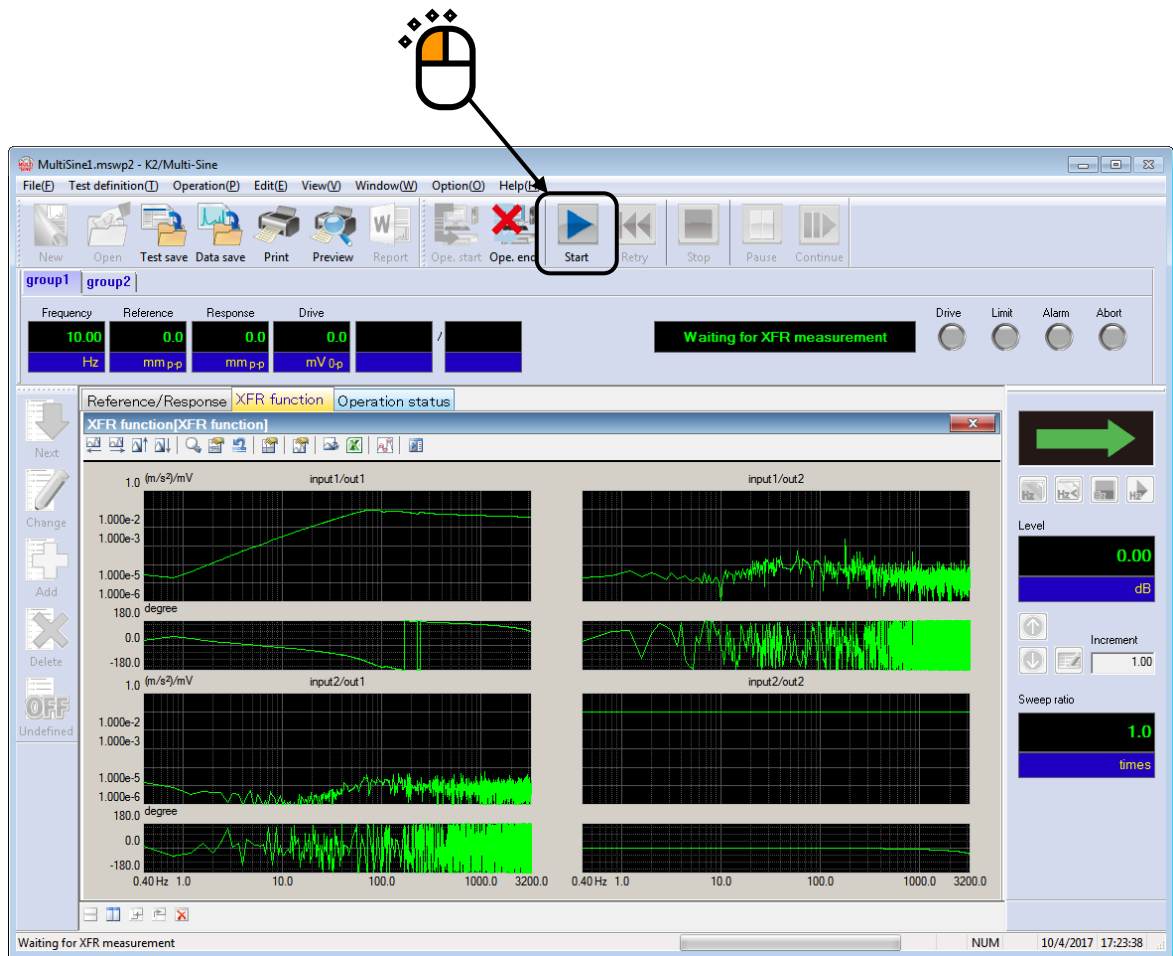 MultiSine1.mswp2 - K2/Multi-Sine
File(F) Test definition(T) Operation(P) Edit(E) View(V) Window(W) Option(O) Help(H)
New Open Test save Data save Print Preview Report Ope. start Ope. end Start Retry Stop Pause Continue
group1 group2
Frequency Reference Response Drive
10.00 0.0 0.0 0.0 /
Hz mm p-p mm p-p mV 0-p
Waiting for XFR measurement
Drive Limit Alarm Abort
Reference/Response XFR function Operation status
XFR function[XFR function]
Next
Change
Add
Delete
OFF
Undefined
1.0 (m/s²)/mV input1/out1
1.000e-2
1.000e-3
1.000e-5
1.000e-6
180.0 degree
0.0
-180.0
input1/out2
1.0 (m/s²)/mV input2/out1
1.000e-2
1.000e-3
1.000e-5
1.000e-6
180.0 degree
0.0
-180.0
0.40 Hz 1.0 10.0 100.0 1000.0 3200.0
input2/out2
0.40 Hz 1.0 10.0 100.0 1000.0 3200.0
Level
0.00
dB
Increment
1.00
Sweep ratio
1.0
times
Waiting for XFR measurement NUM 10/4/2017 17:23:38